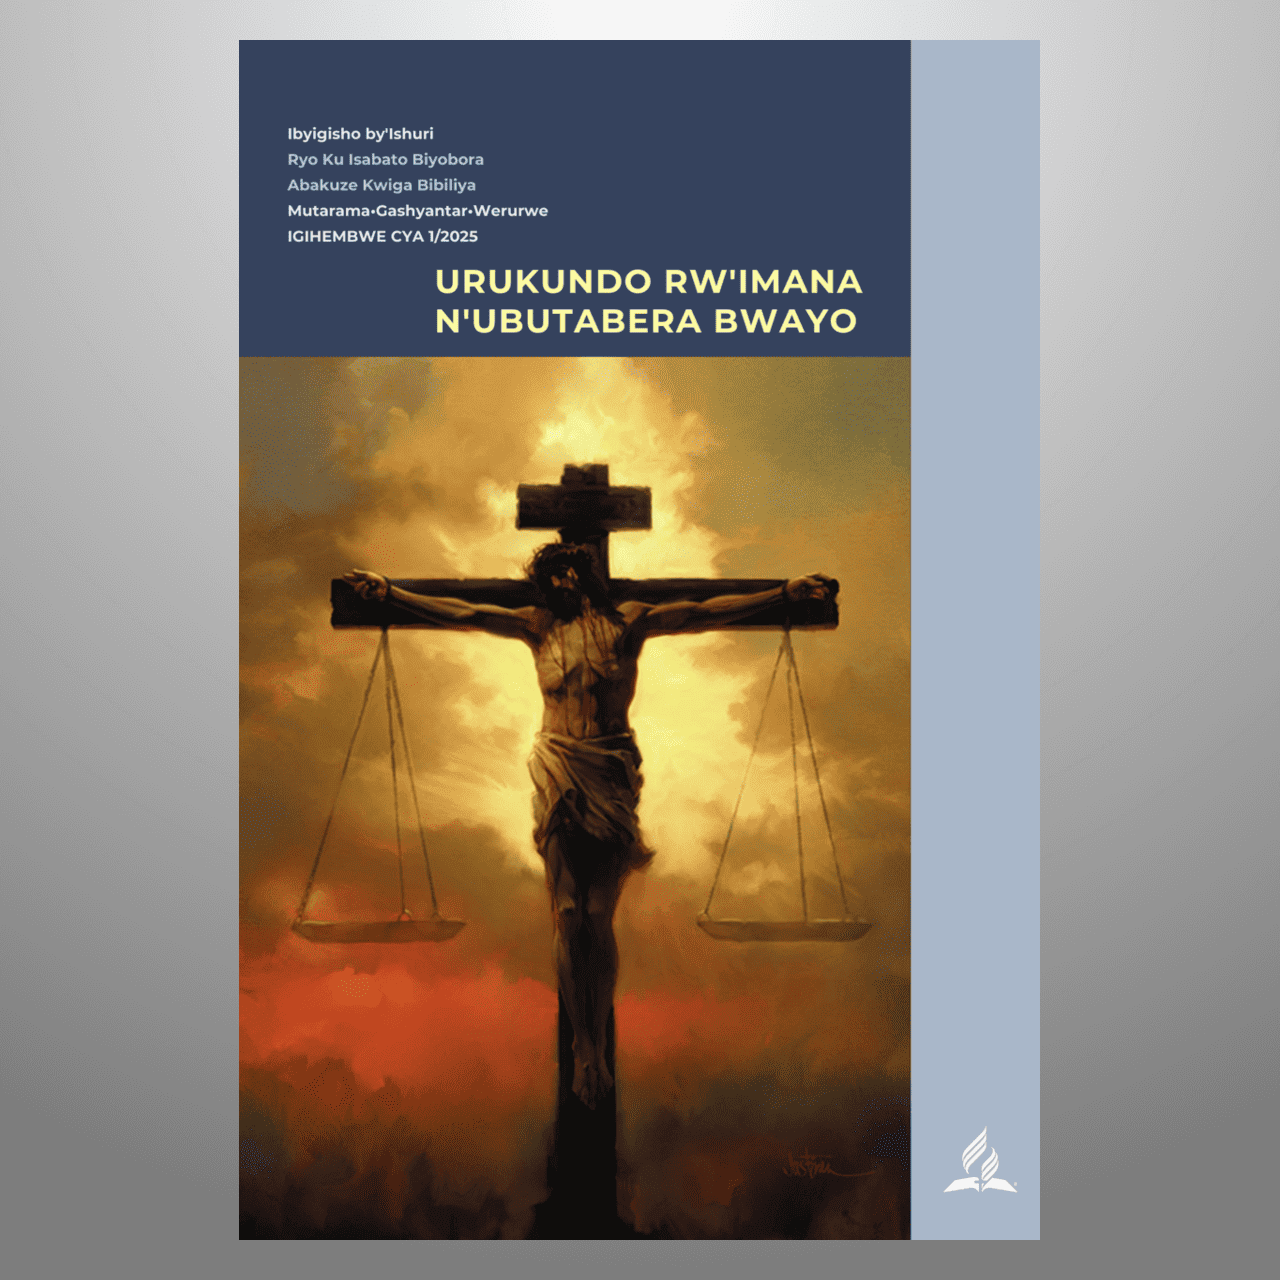 Ibyigisho by'Ishuri
Ryo Ku Isabato Biyobora
Abakuze Kwiga Bibiliya
Mutarama•Gashyantar•Werurwe
IGIHEMBWE CYA 1/2025
URUKUNDO RW'IMANA
N'UBUTABERA BWAYO